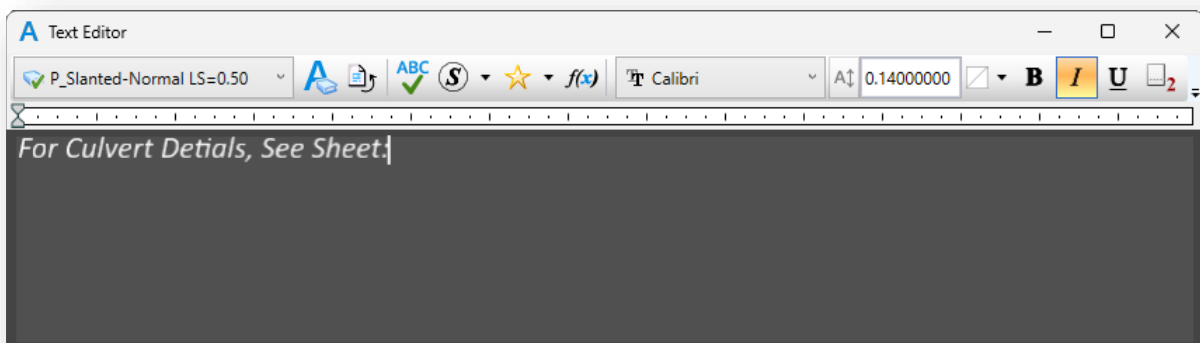 Text Editor
P_Slanted-Normal LS=0.50 ABC S f(x) Calibri 0.14000000 B I U 2
For Culvert Detials, See Sheet: